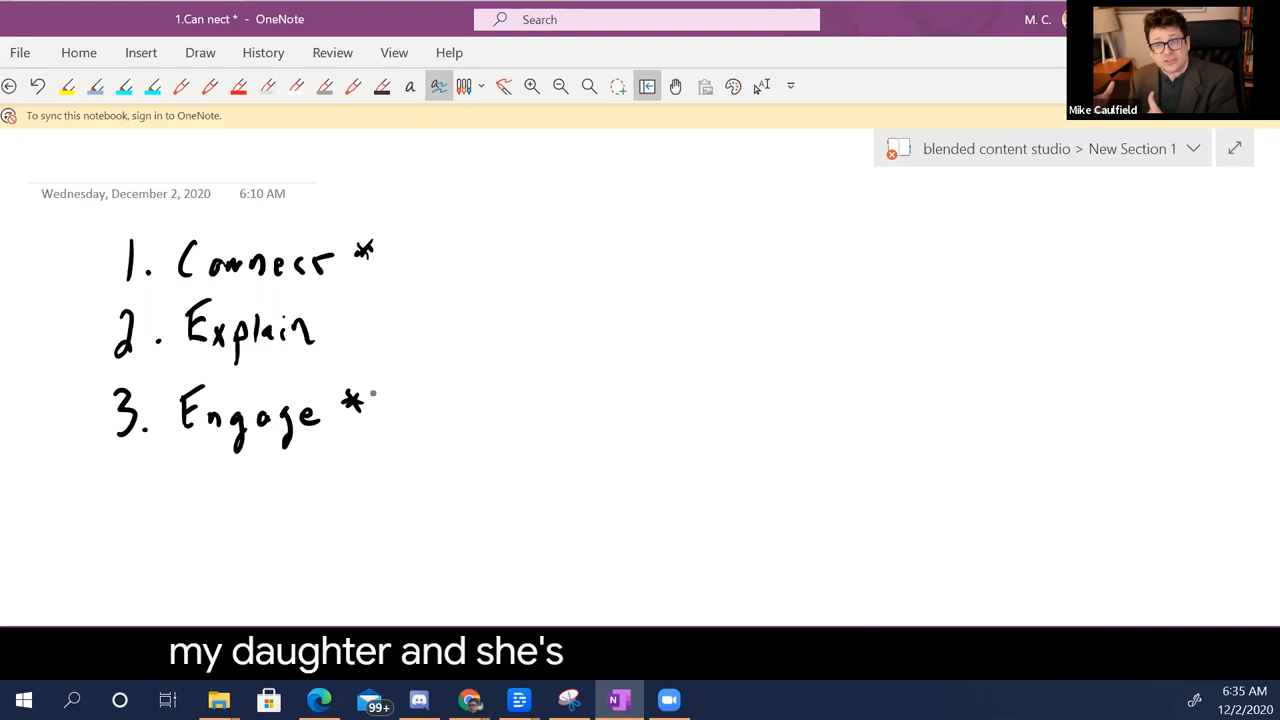 1.Can nect * - OneNote
Search
M. C.
File Home Insert Draw History Review View Help
To sync this notebook, sign in to OneNote.
Mike Caulfield
blended content studio > New Section 1
Wednesday, December 2, 2020 6:10 AM
1. Connect *
2. Explain
3. Engage *
my daughter and she's
99+
6:35 AM
12/2/2020